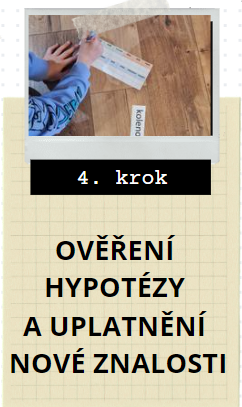 koleno
4. krok
OVĚŘENÍ
HYPOTÉZY
A UPLATNĚNÍ
NOVÉ ZNALOSTI